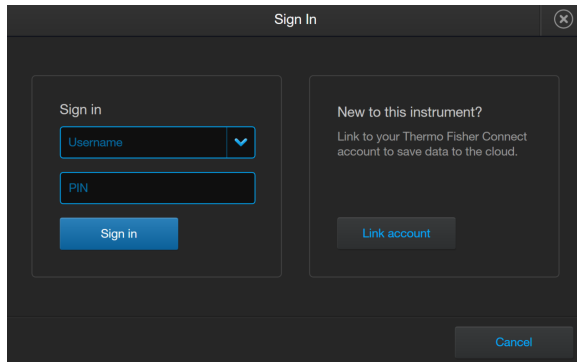 Sign In
Sign in
Username
PIN
Sign in
New to this instrument?
Link to your Thermo Fisher Connect
account to save data to the cloud.
Link account
Cancel